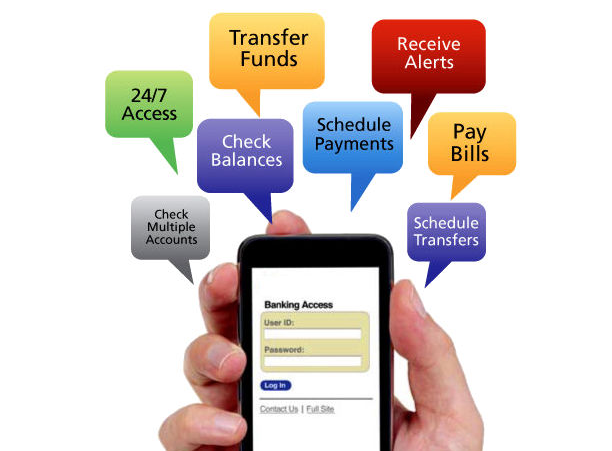 Transfer
Funds
Receive
Alerts
24/7
Access
Check
Balances
Schedule
Payments
Pay
Bills
Check
Multiple
Accounts
Schedule
Transfers
Banking Access
User ID:
Password:
Log In
Contact Us | Full Site